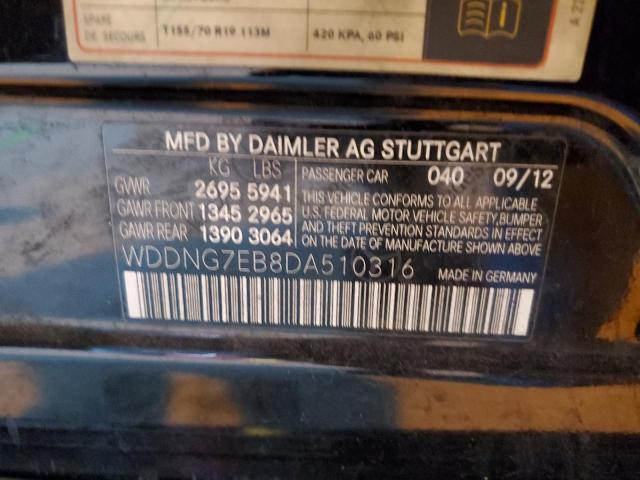 SPARE
DE SECOURS T155/70 R19 113M 420 KPA, 60 PSI
MFD BY DAIMLER AG STUTTGART
KG LBS
GVWR 2695 5941
GAWR FRONT 1345 2965
GAWR REAR 1390 3064
PASSENGER CAR 040 09/12
THIS VEHICLE CONFORMS TO ALL APPLICABLE
U.S. FEDERAL MOTOR VEHICLE SAFETY, BUMPER
AND THEFT PREVENTION STANDARDS IN EFFECT
ON THE DATE OF MANUFACTURE SHOWN ABOVE.
WDDNG7EB8DA510316
MADE IN GERMANY